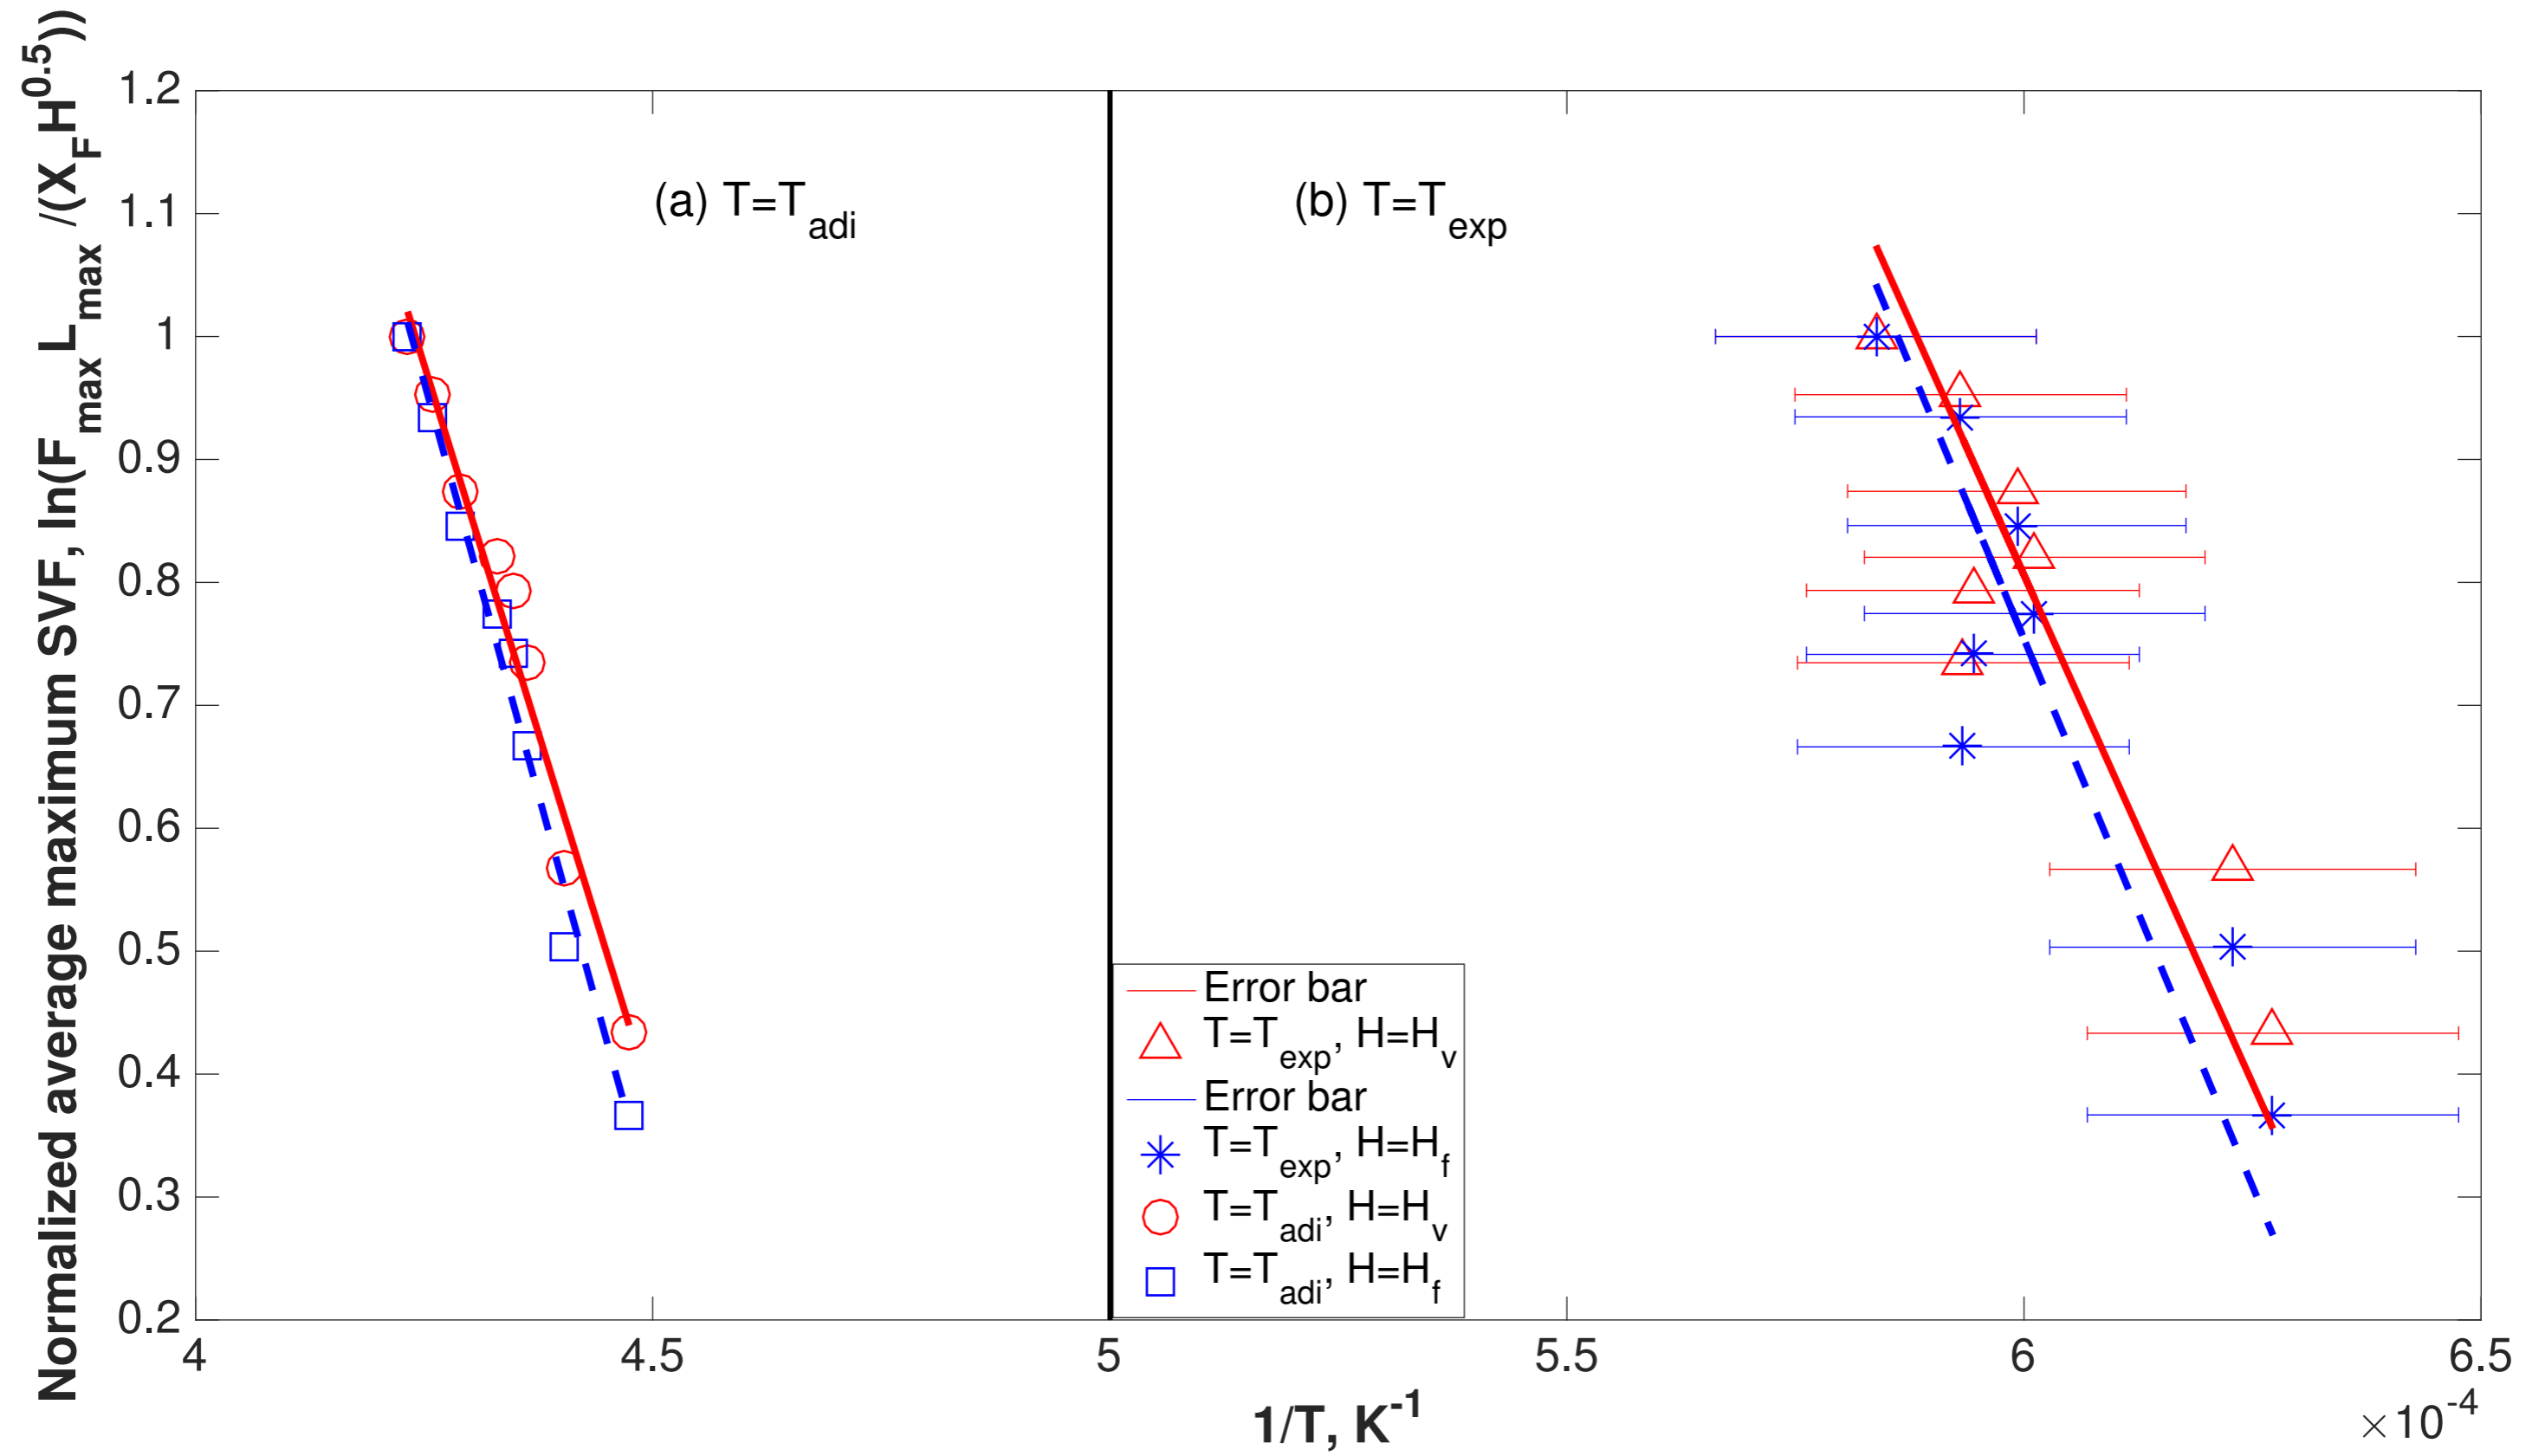 Normalized average maximum SVF, ln(F_max L_max /(X_F H^0.5))
1.2
1.1
1
0.9
0.8
0.7
0.6
0.5
0.4
0.3
0.2
(a) T=T_adi
(b) T=T_exp
Error bar
T=T_exp, H=H_v
Error bar
T=T_exp, H=H_f
T=T_adi, H=H_v
T=T_adi, H=H_f
4 4.5 5 5.5 6 6.5
1/T, K^-1
×10^-4